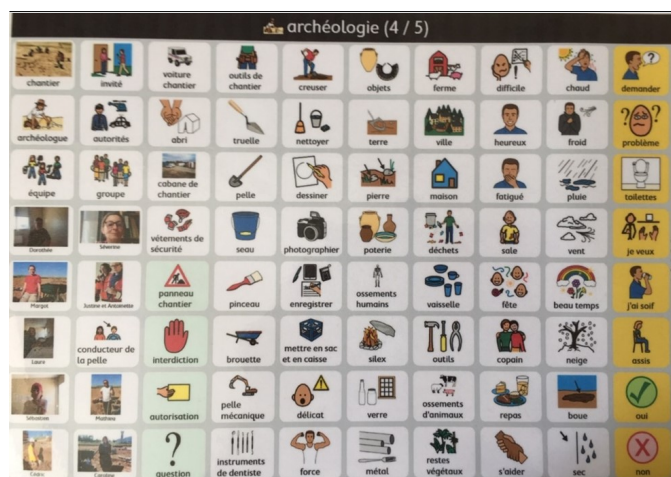 archéologie (4 / 5)
chantier
invité
voiture
chantier
outils de
chantier
creuser
objets
ferme
difficile
chaud
demander
archéologue
autorités
abri
truelle
nettoyer
terre
ville
heureux
froid
problème
équipe
groupe
cabane de
chantier
pelle
dessiner
pierre
maison
fatigué
pluie
toilettes
Dorothée
Séverine
vêtements de
sécurité
seau
photographier
poterie
déchets
sale
vent
je veux
Margot
Justine et Antoinette
panneau
chantier
pinceau
enregistrer
ossements
humains
vaisselle
fête
beau temps
j'ai soif
conducteur de
la pelle
interdiction
brouette
mettre en sac
et en caisse
silex
outils
copain
neige
assis
autorisation
pelle
mécanique
délicat
verre
ossements
d'animaux
repas
boue
oui
Cédric
Caroline
question
instruments
de dentiste
force
métal
restes
végétaux
s'aider
sec
non